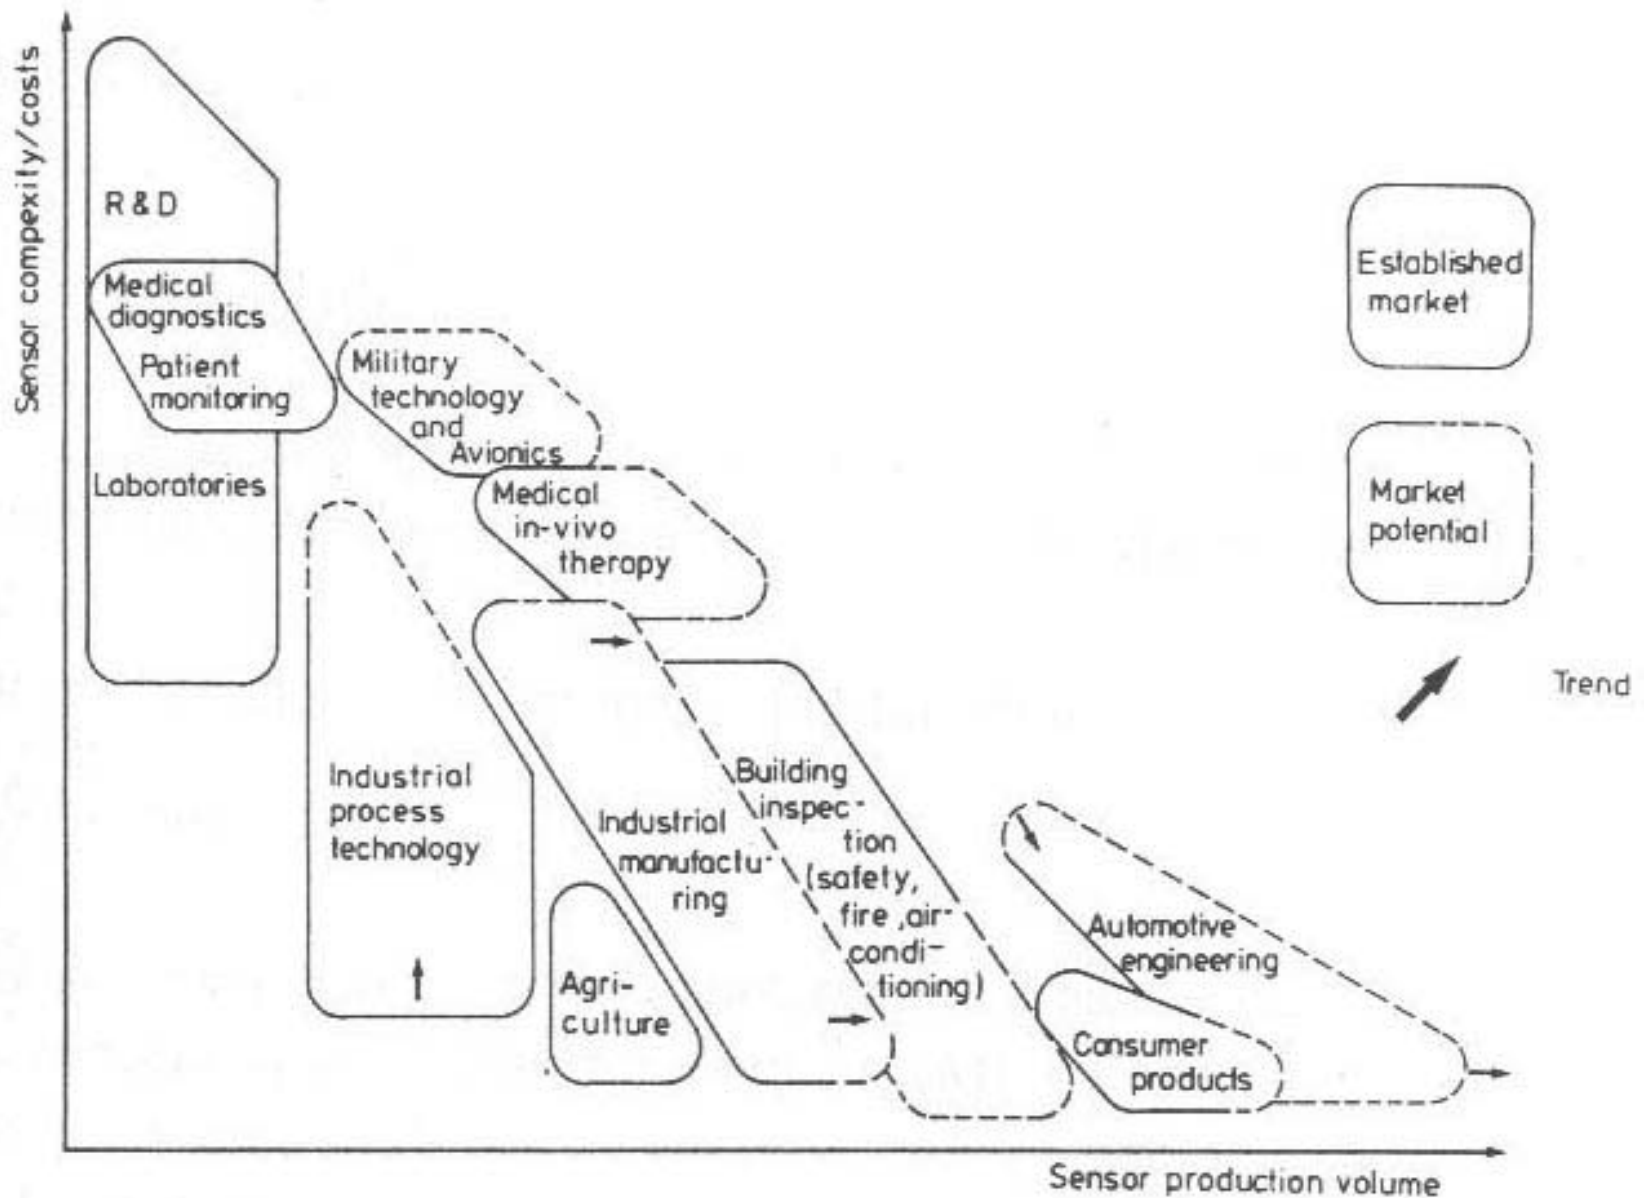 Sensor compexity/costs
R & D
Medical
diagnostics
Patient
monitoring
Laboratories
Military
technology
and
Avionics
Medical
in-vivo
therapy
Industrial
process
technology
Industrial
manufactu-
ring
Agri-
culture
Building
inspec-
tion
(safety,
fire ,air-
condi-
tioning)
Automotive
engineering
Consumer
products
Established
market
Market
potential
Trend
Sensor production volume